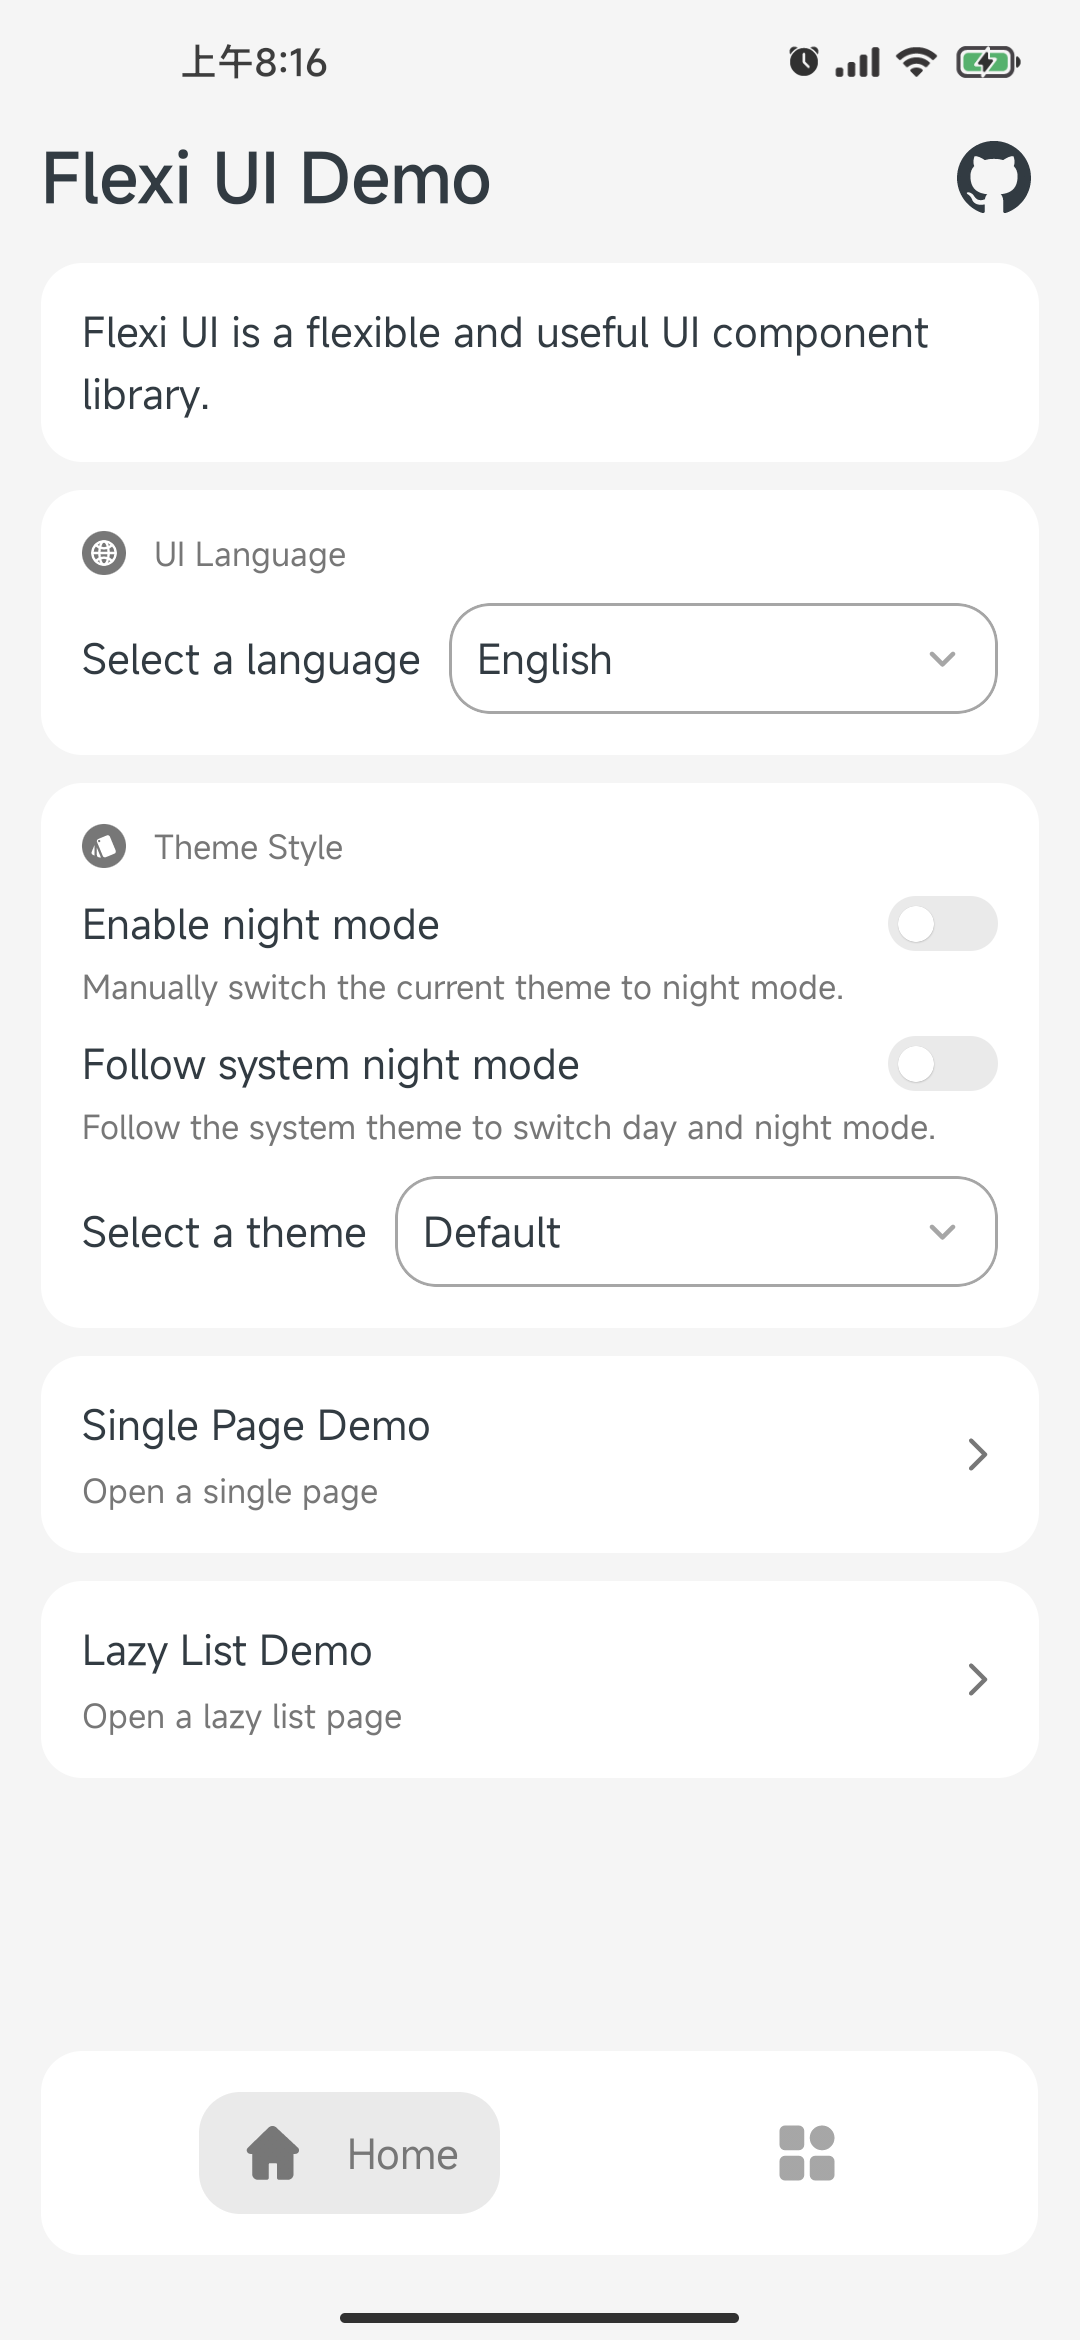 上午8:16
Flexi UI Demo
Flexi UI is a flexible and useful UI component
library.
UI Language
Select a language
English
Theme Style
Enable night mode
Manually switch the current theme to night mode.
Follow system night mode
Follow the system theme to switch day and night mode.
Select a theme
Default
Single Page Demo
Open a single page
Lazy List Demo
Open a lazy list page
Home